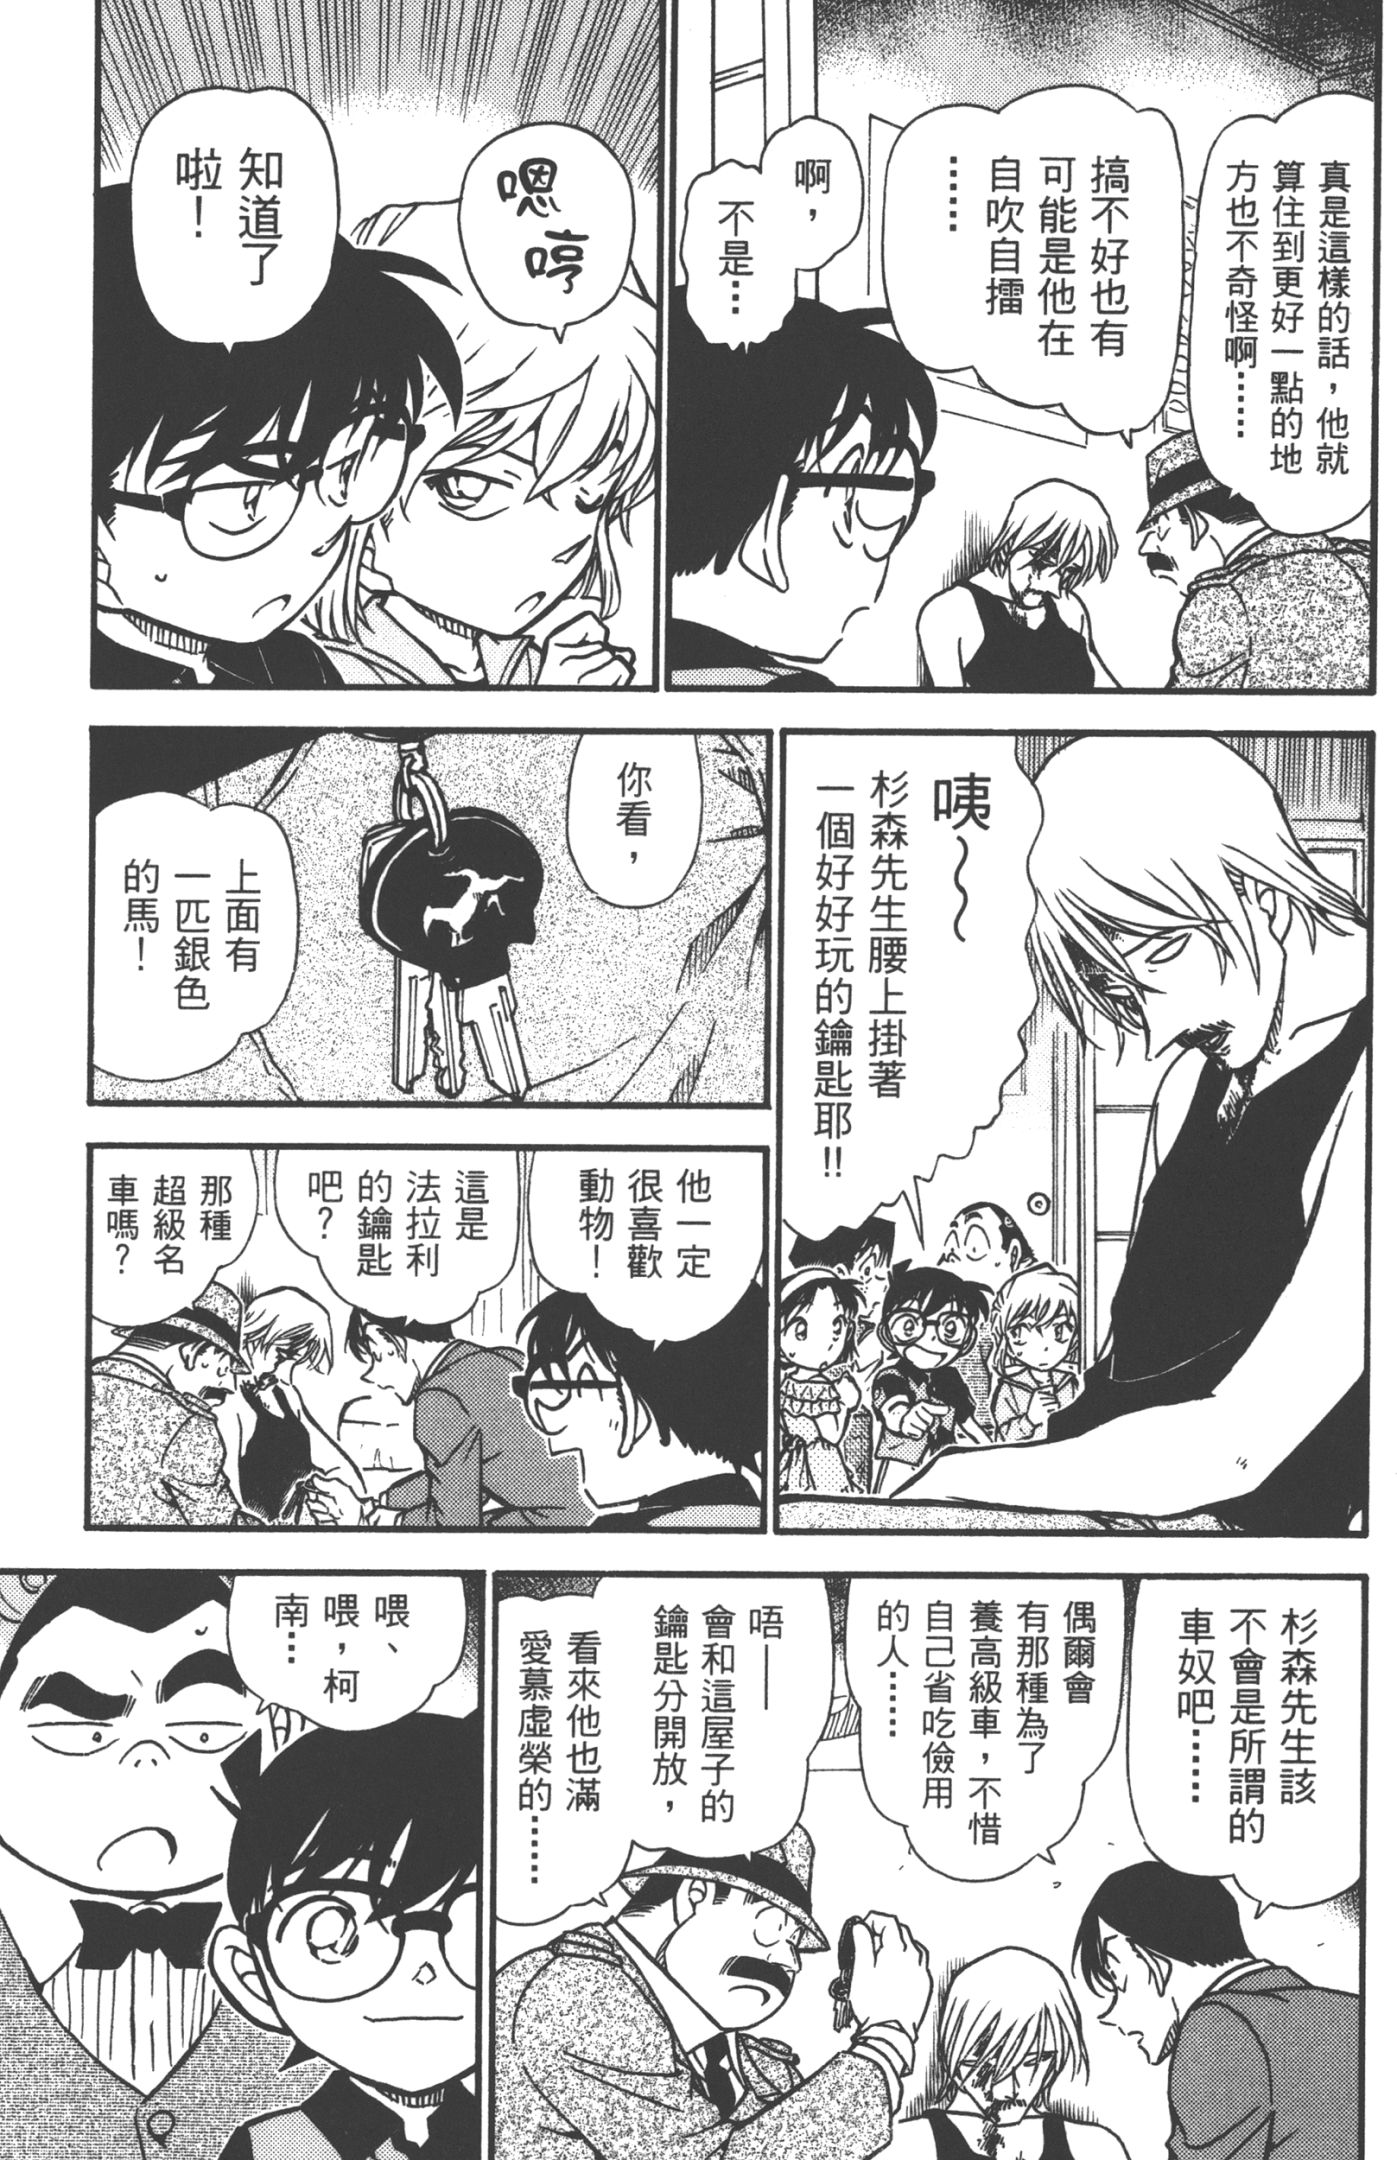 真是這樣的話，他就
算住到更好一點的地
方也不奇怪啊……
搞不好也有
可能是他在
自吹自擂
……
啊，
不是…
嗯哼
知道了
啦！
咦～～
杉森先生腰上掛著
一個好好玩的鑰匙耶!!
你看，
上面有
一匹銀色
的馬！
他一定
很喜歡
動物！
這是
法拉利
的鑰匙
吧？
那種
超級名
車嗎？
杉森先生該
不會是所謂的
車奴吧……
偶爾會
有那種為了
養高級車，不惜
自己省吃儉用
的人……
唔——
會和這屋子的
鑰匙分開放，
看來他也滿
愛慕虛榮的……
喂、
喂，柯
南…